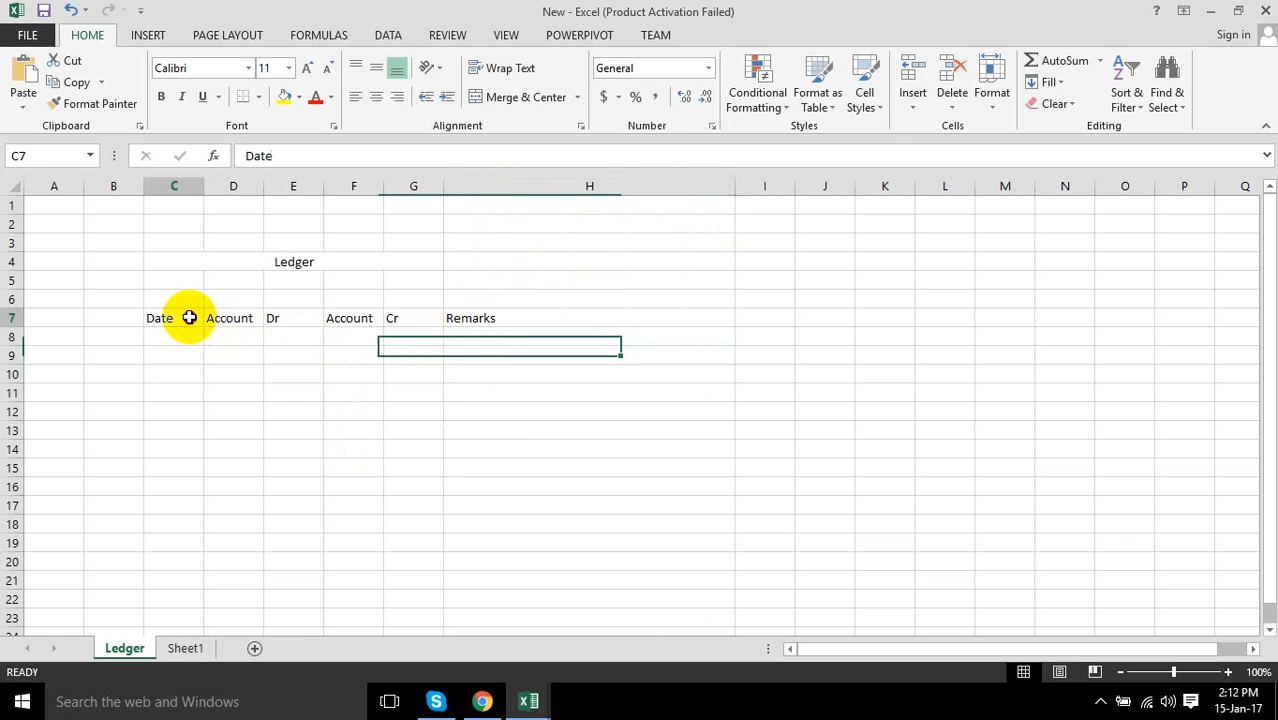 New - Excel (Product Activation Failed)
?
FILE HOME INSERT PAGE LAYOUT FORMULAS DATA REVIEW VIEW POWERPIVOT TEAM Sign in
Paste
Cut
Copy
Format Painter
Clipboard
Calibri 11
B I U
Font
Wrap Text
Merge & Center
Alignment
General
$ % ,
Number
Conditional Formatting
Format as Table
Cell Styles
Styles
Insert
Delete
Format
Cells
AutoSum
Fill
Clear
Sort & Filter
Find & Select
Editing
C7 fx Date
A B C D E F G H I J K L M N O P Q
1
2
3
4 Ledger
5
6
7 Date Account Dr Account Cr Remarks
8
9
10
11
12
13
14
15
16
17
18
19
20
21
22
23
24
Ledger Sheet1
READY 100%
Search the web and Windows
2:12 PM
15-Jan-17